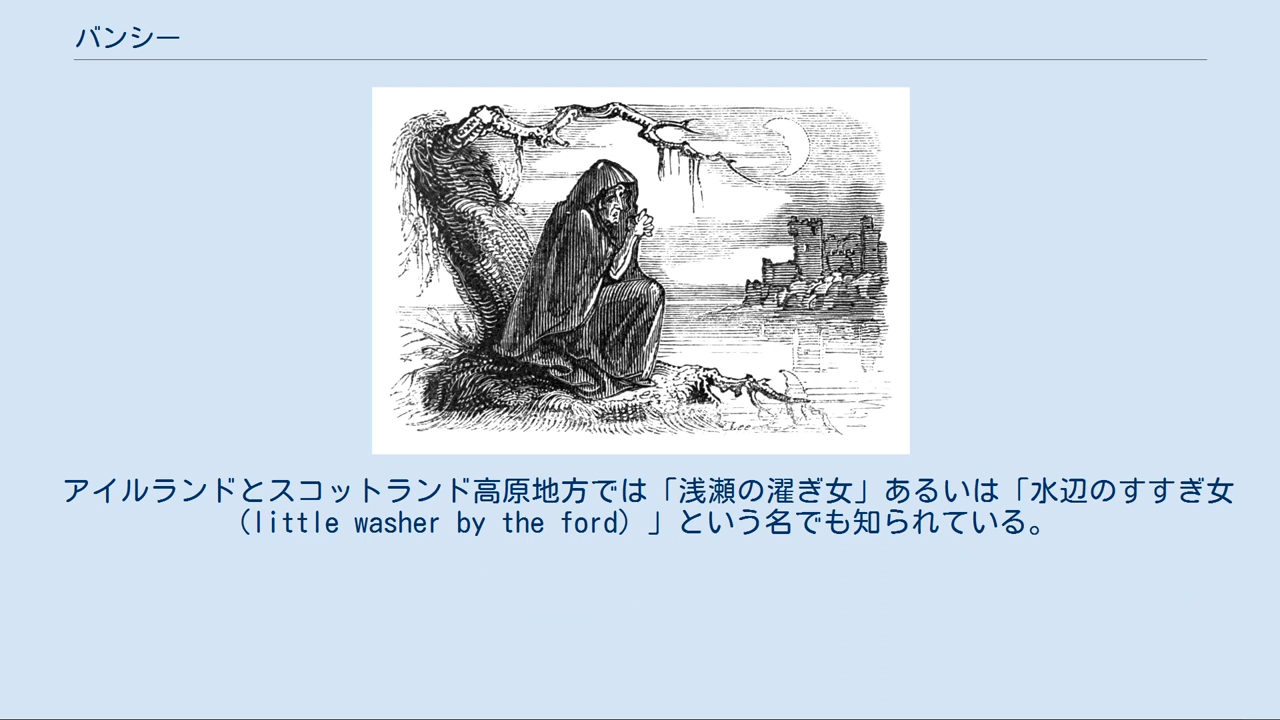 バンシー
Lee
アイルランドとスコットランド高原地方では「浅瀬の濯ぎ女」あるいは「水辺のすすぎ女
（little washer by the ford）」という名でも知られている。